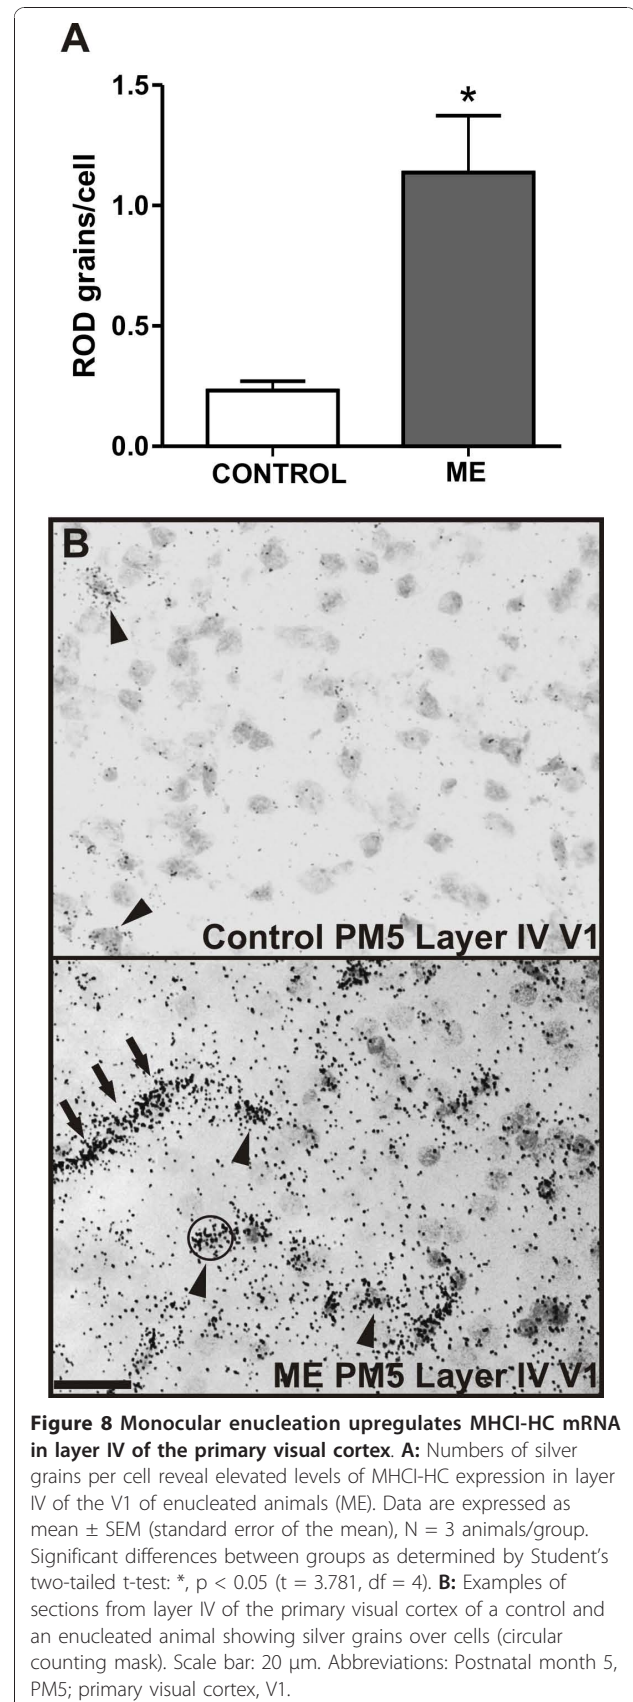 A
1.5
*
1.0
ROD grains/cell
0.5
0.0
CONTROL
ME
B
Control PM5 Layer IV V1
ME PM5 Layer IV V1
Figure 8 Monocular enucleation upregulates MHCI-HC mRNA
in layer IV of the primary visual cortex. A: Numbers of silver
grains per cell reveal elevated levels of MHCI-HC expression in layer
IV of the V1 of enucleated animals (ME). Data are expressed as
mean ± SEM (standard error of the mean), N = 3 animals/group.
Significant differences between groups as determined by Student’s
two-tailed t-test: *, p < 0.05 (t = 3.781, df = 4). B: Examples of
sections from layer IV of the primary visual cortex of a control and
an enucleated animal showing silver grains over cells (circular
counting mask). Scale bar: 20 μm. Abbreviations: Postnatal month 5,
PM5; primary visual cortex, V1.